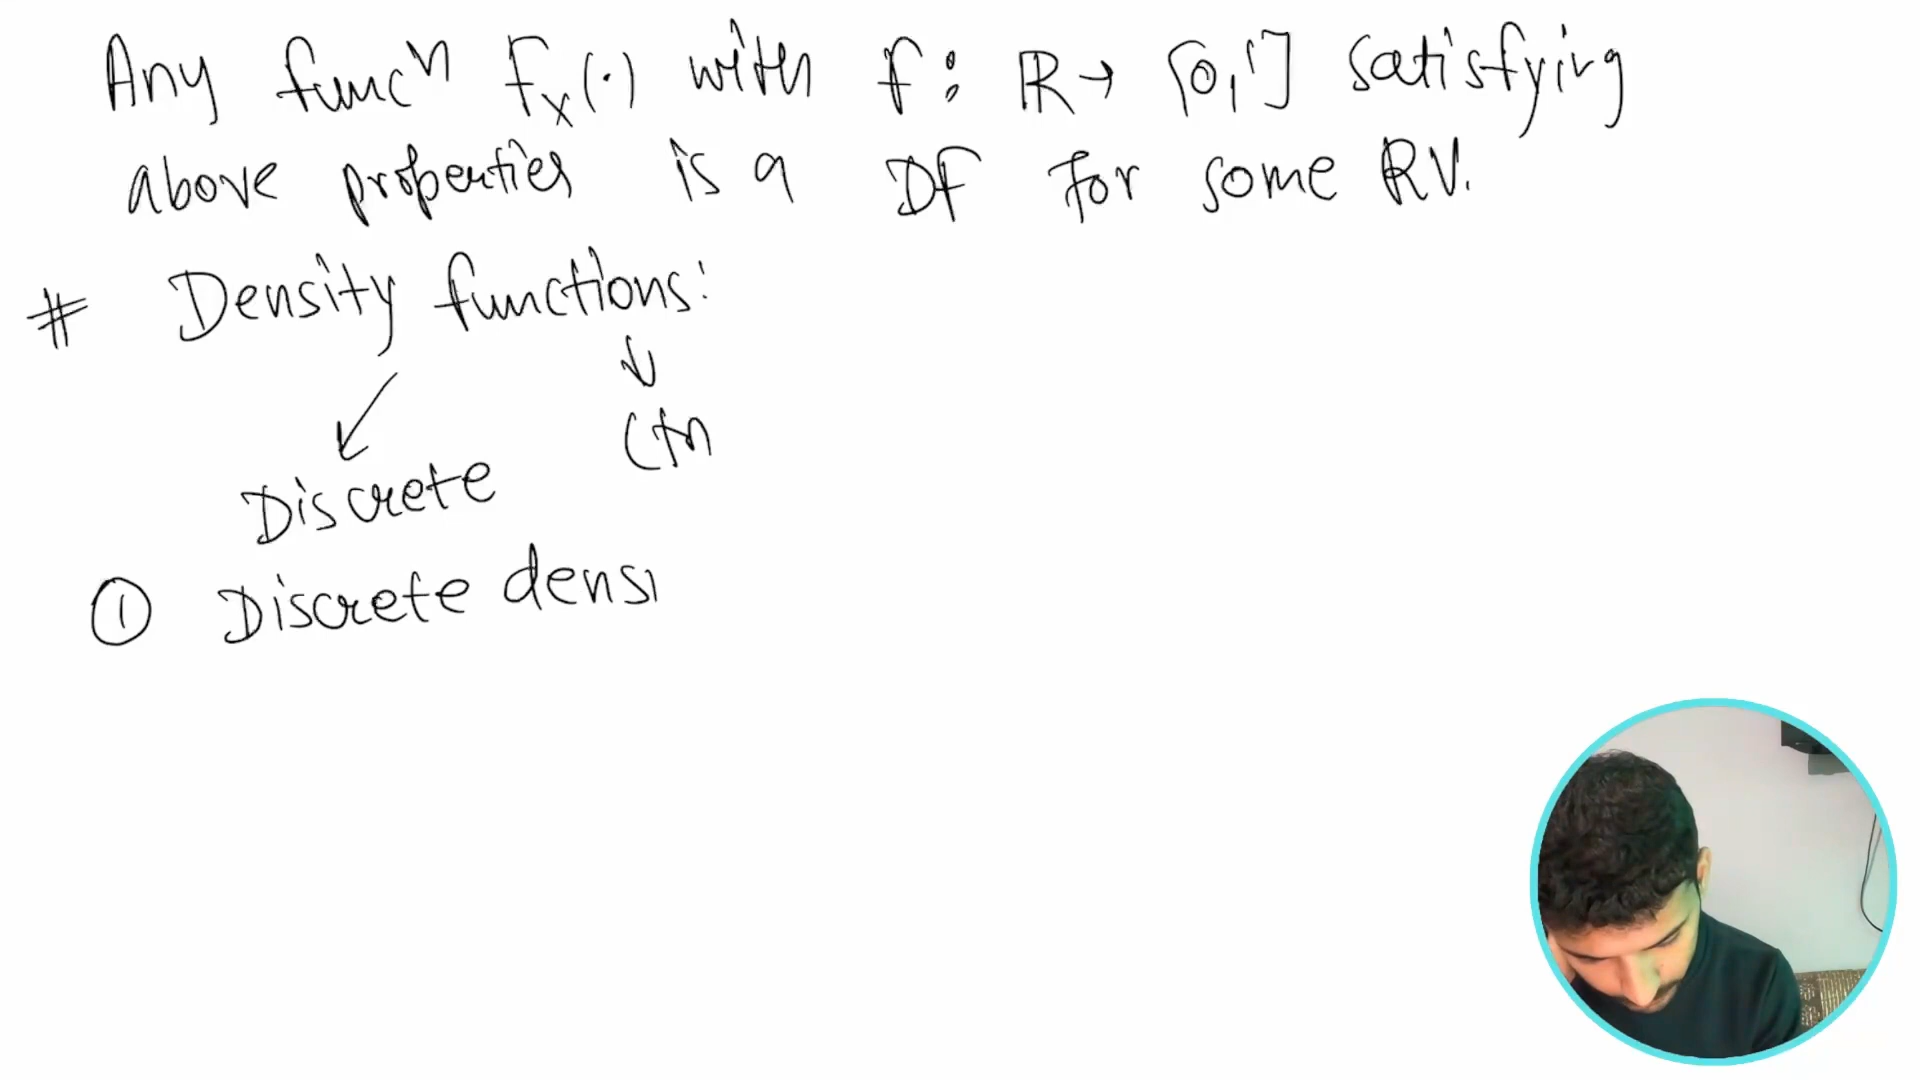 Any funcⁿ Fₓ(·) with f: ℝ → [0,1] satisfying
above properties is a DF for some RV.
# Density functions:
Ctn
Discrete
① Discrete densi